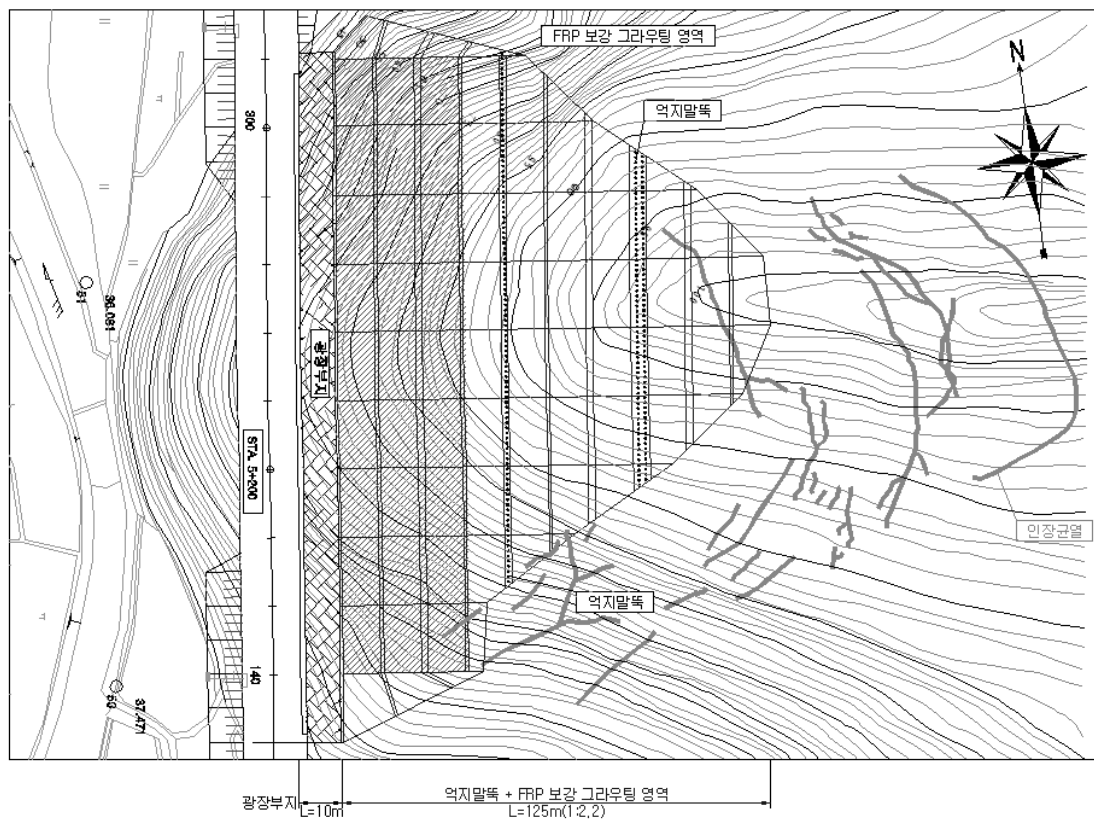 FRP 보강 그라우팅 영역
억지말뚝
N
300
36.081
광장부지
STA. 5+200
인장균열
억지말뚝
140
37.471
광장부지
L=10m
억지말뚝 + FRP 보강 그라우팅 영역
L=125m(1:2,2)